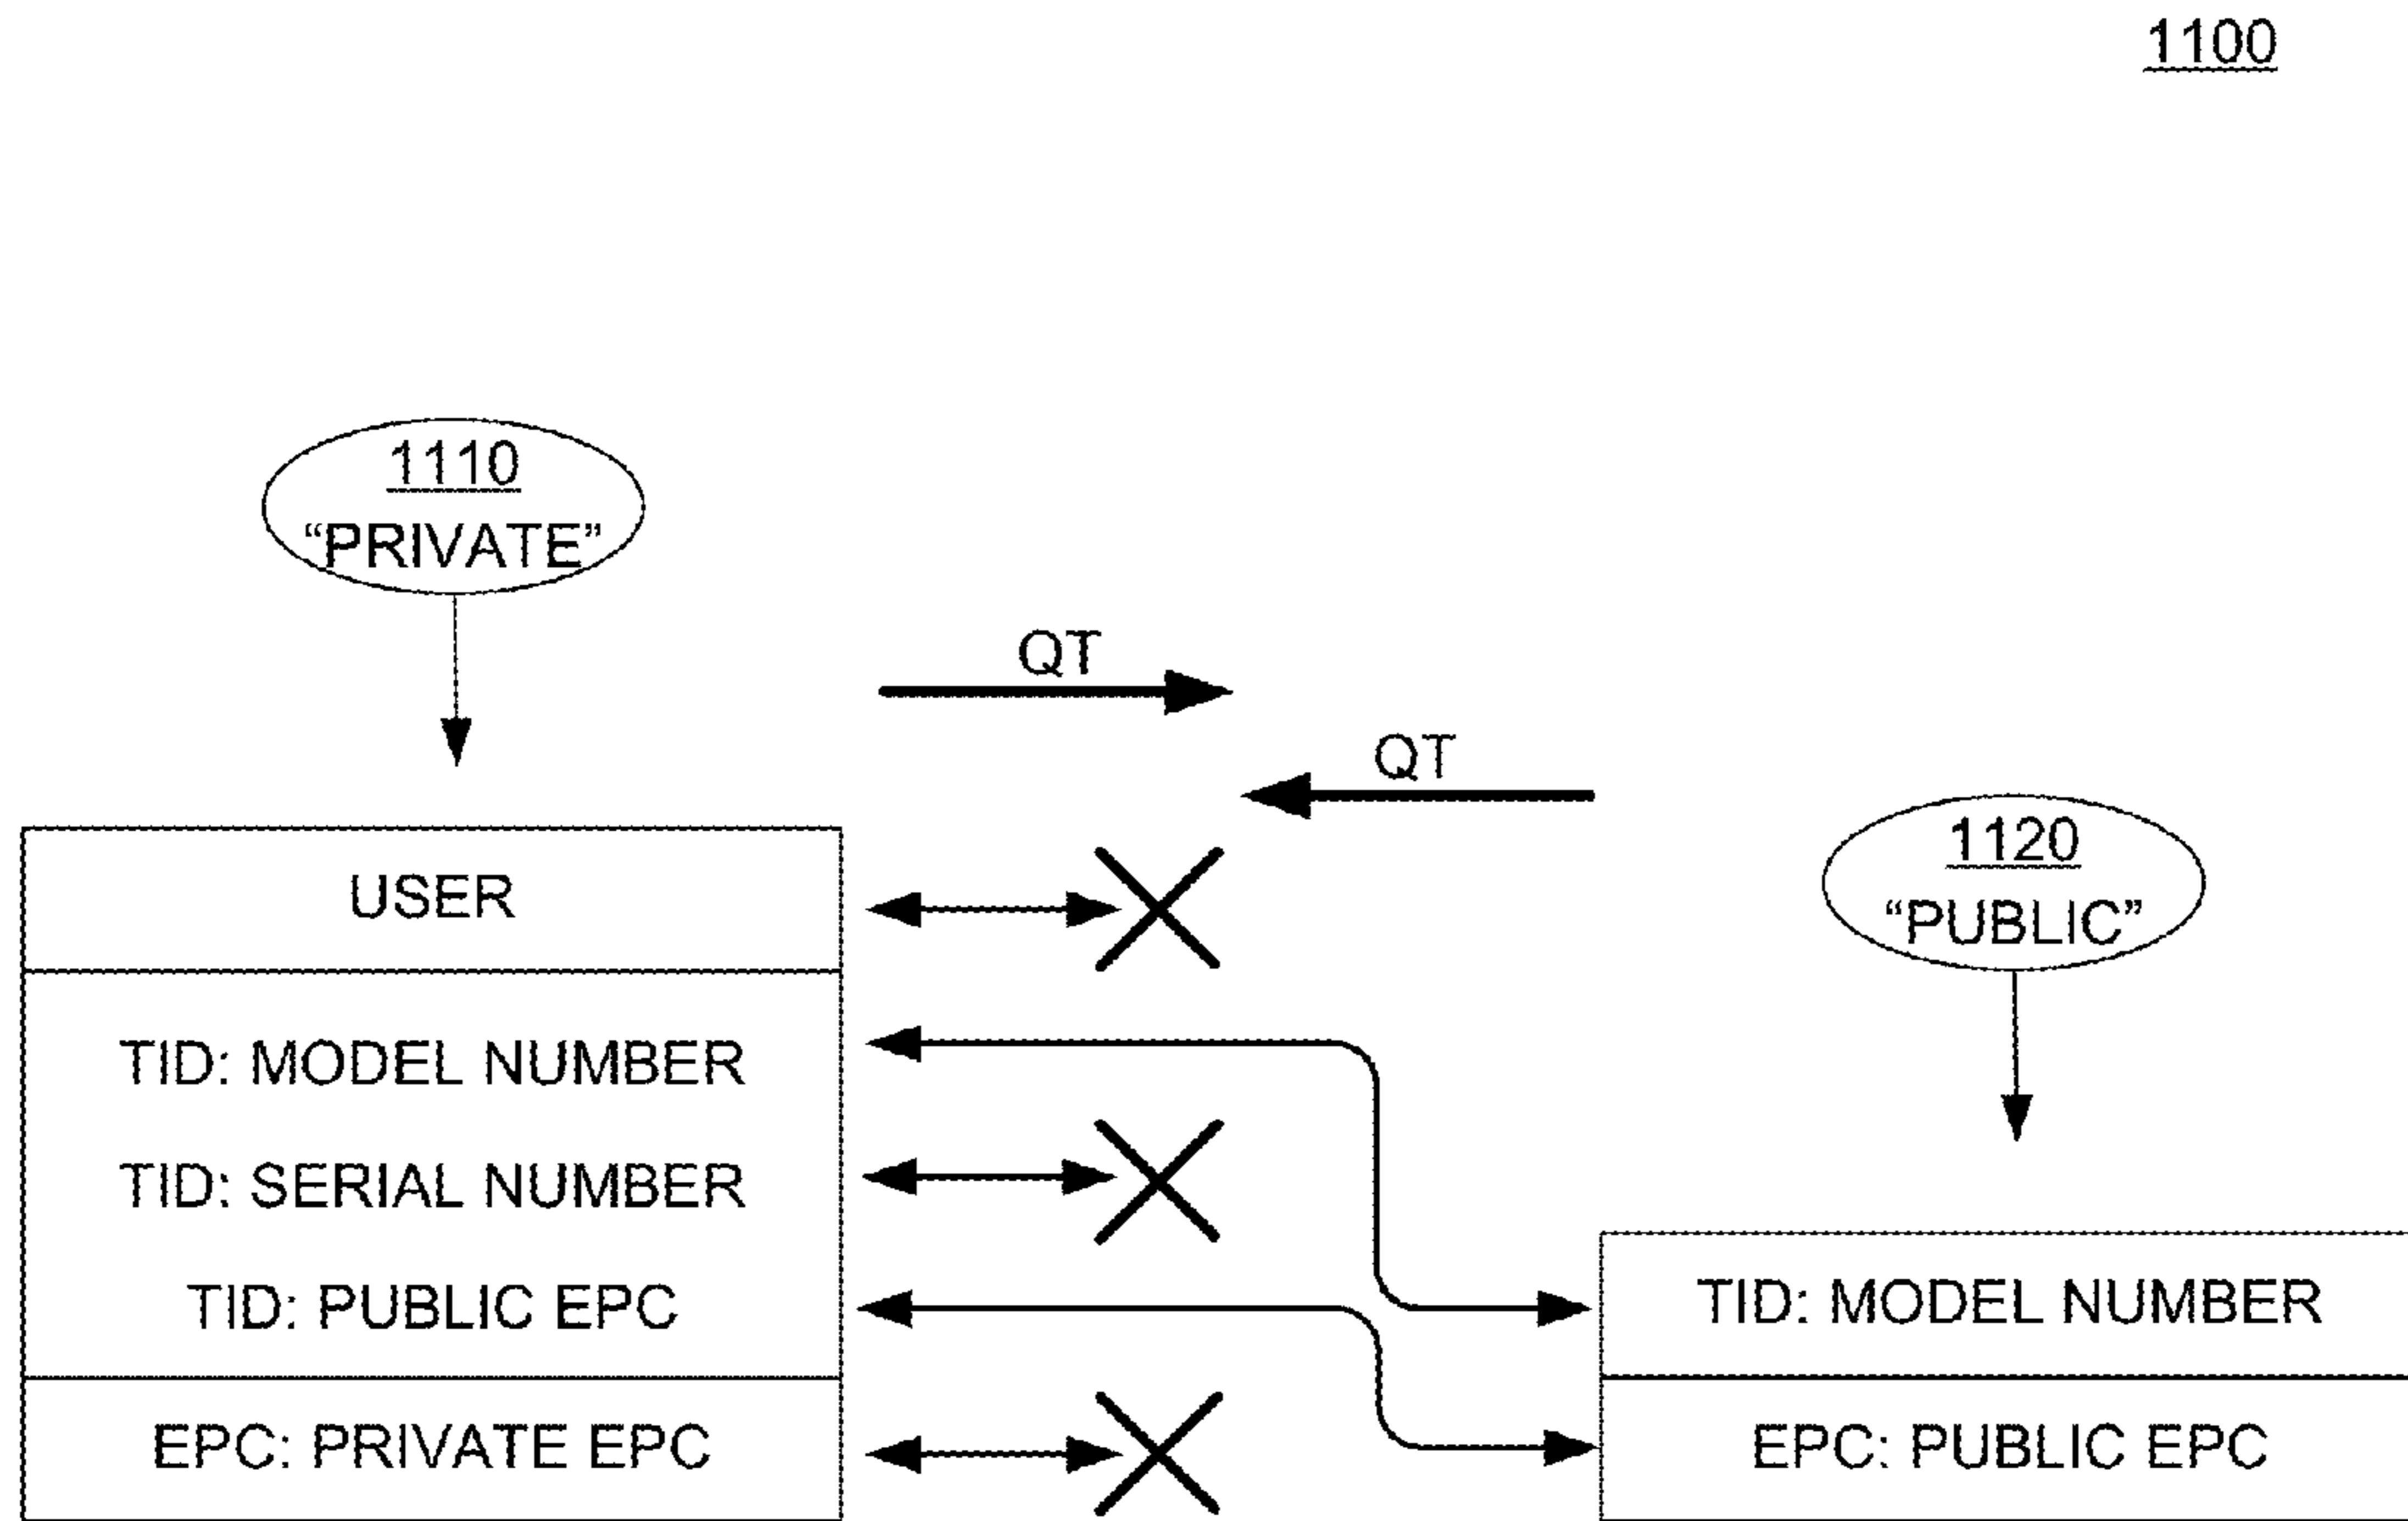 1100
1110
“PRIVATE”
QT
QT
1120
“PUBLIC”
USER
TID: MODEL NUMBER
TID: SERIAL NUMBER
TID: PUBLIC EPC
EPC: PRIVATE EPC
TID: MODEL NUMBER
EPC: PUBLIC EPC